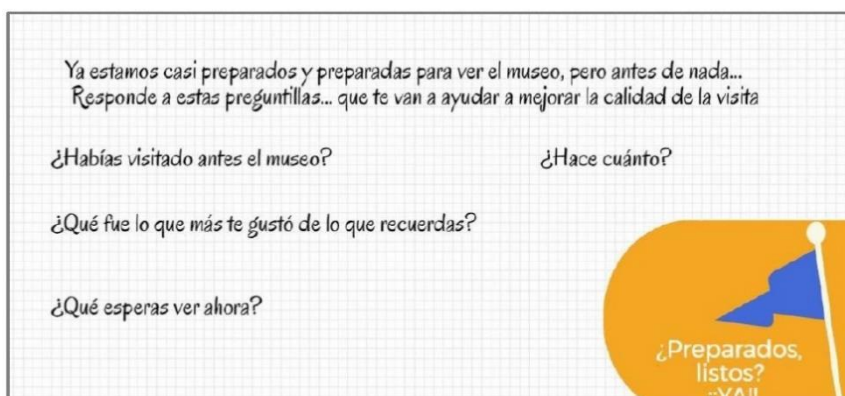 Ya estamos casi preparados y preparadas para ver el museo, pero antes de nada...
Responde a estas preguntillas... que te van a ayudar a mejorar la calidad de la visita
¿Habías visitado antes el museo? ¿Hace cuánto?
¿Qué fue lo que más te gustó de lo que recuerdas?
¿Qué esperas ver ahora?
¿Preparados,
listos?
¡¡YA!!